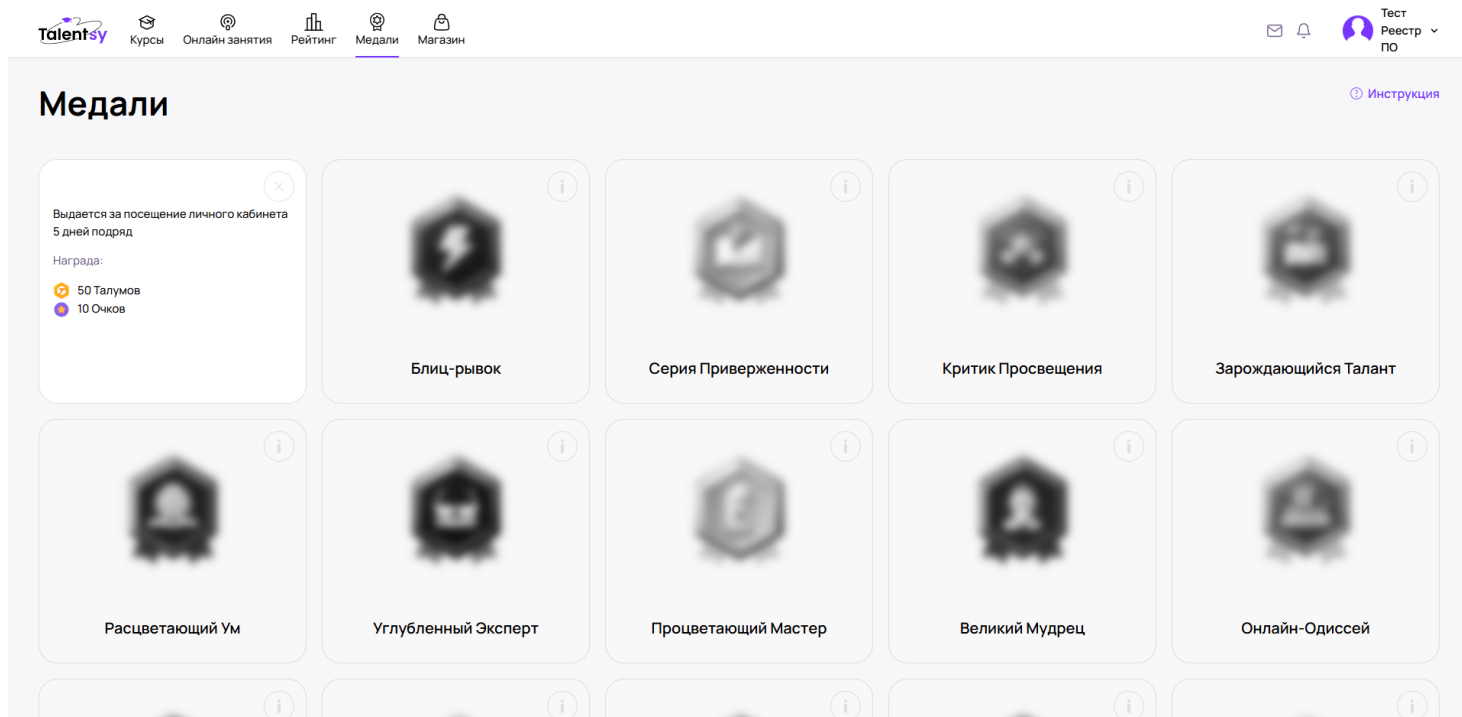 Talentsy
Курсы
Онлайн занятия
Рейтинг
Медали
Магазин
Тест
Реестр
ПО
Медали
Инструкция
Выдается за посещение личного кабинета
5 дней подряд
Награда:
50 Талумов
10 Очков
Блиц-рывок
Серия Приверженности
Критик Просвещения
Зарождающийся Талант
Расцветающий Ум
Углубленный Эксперт
Процветающий Мастер
Великий Мудрец
Онлайн-Одиссей